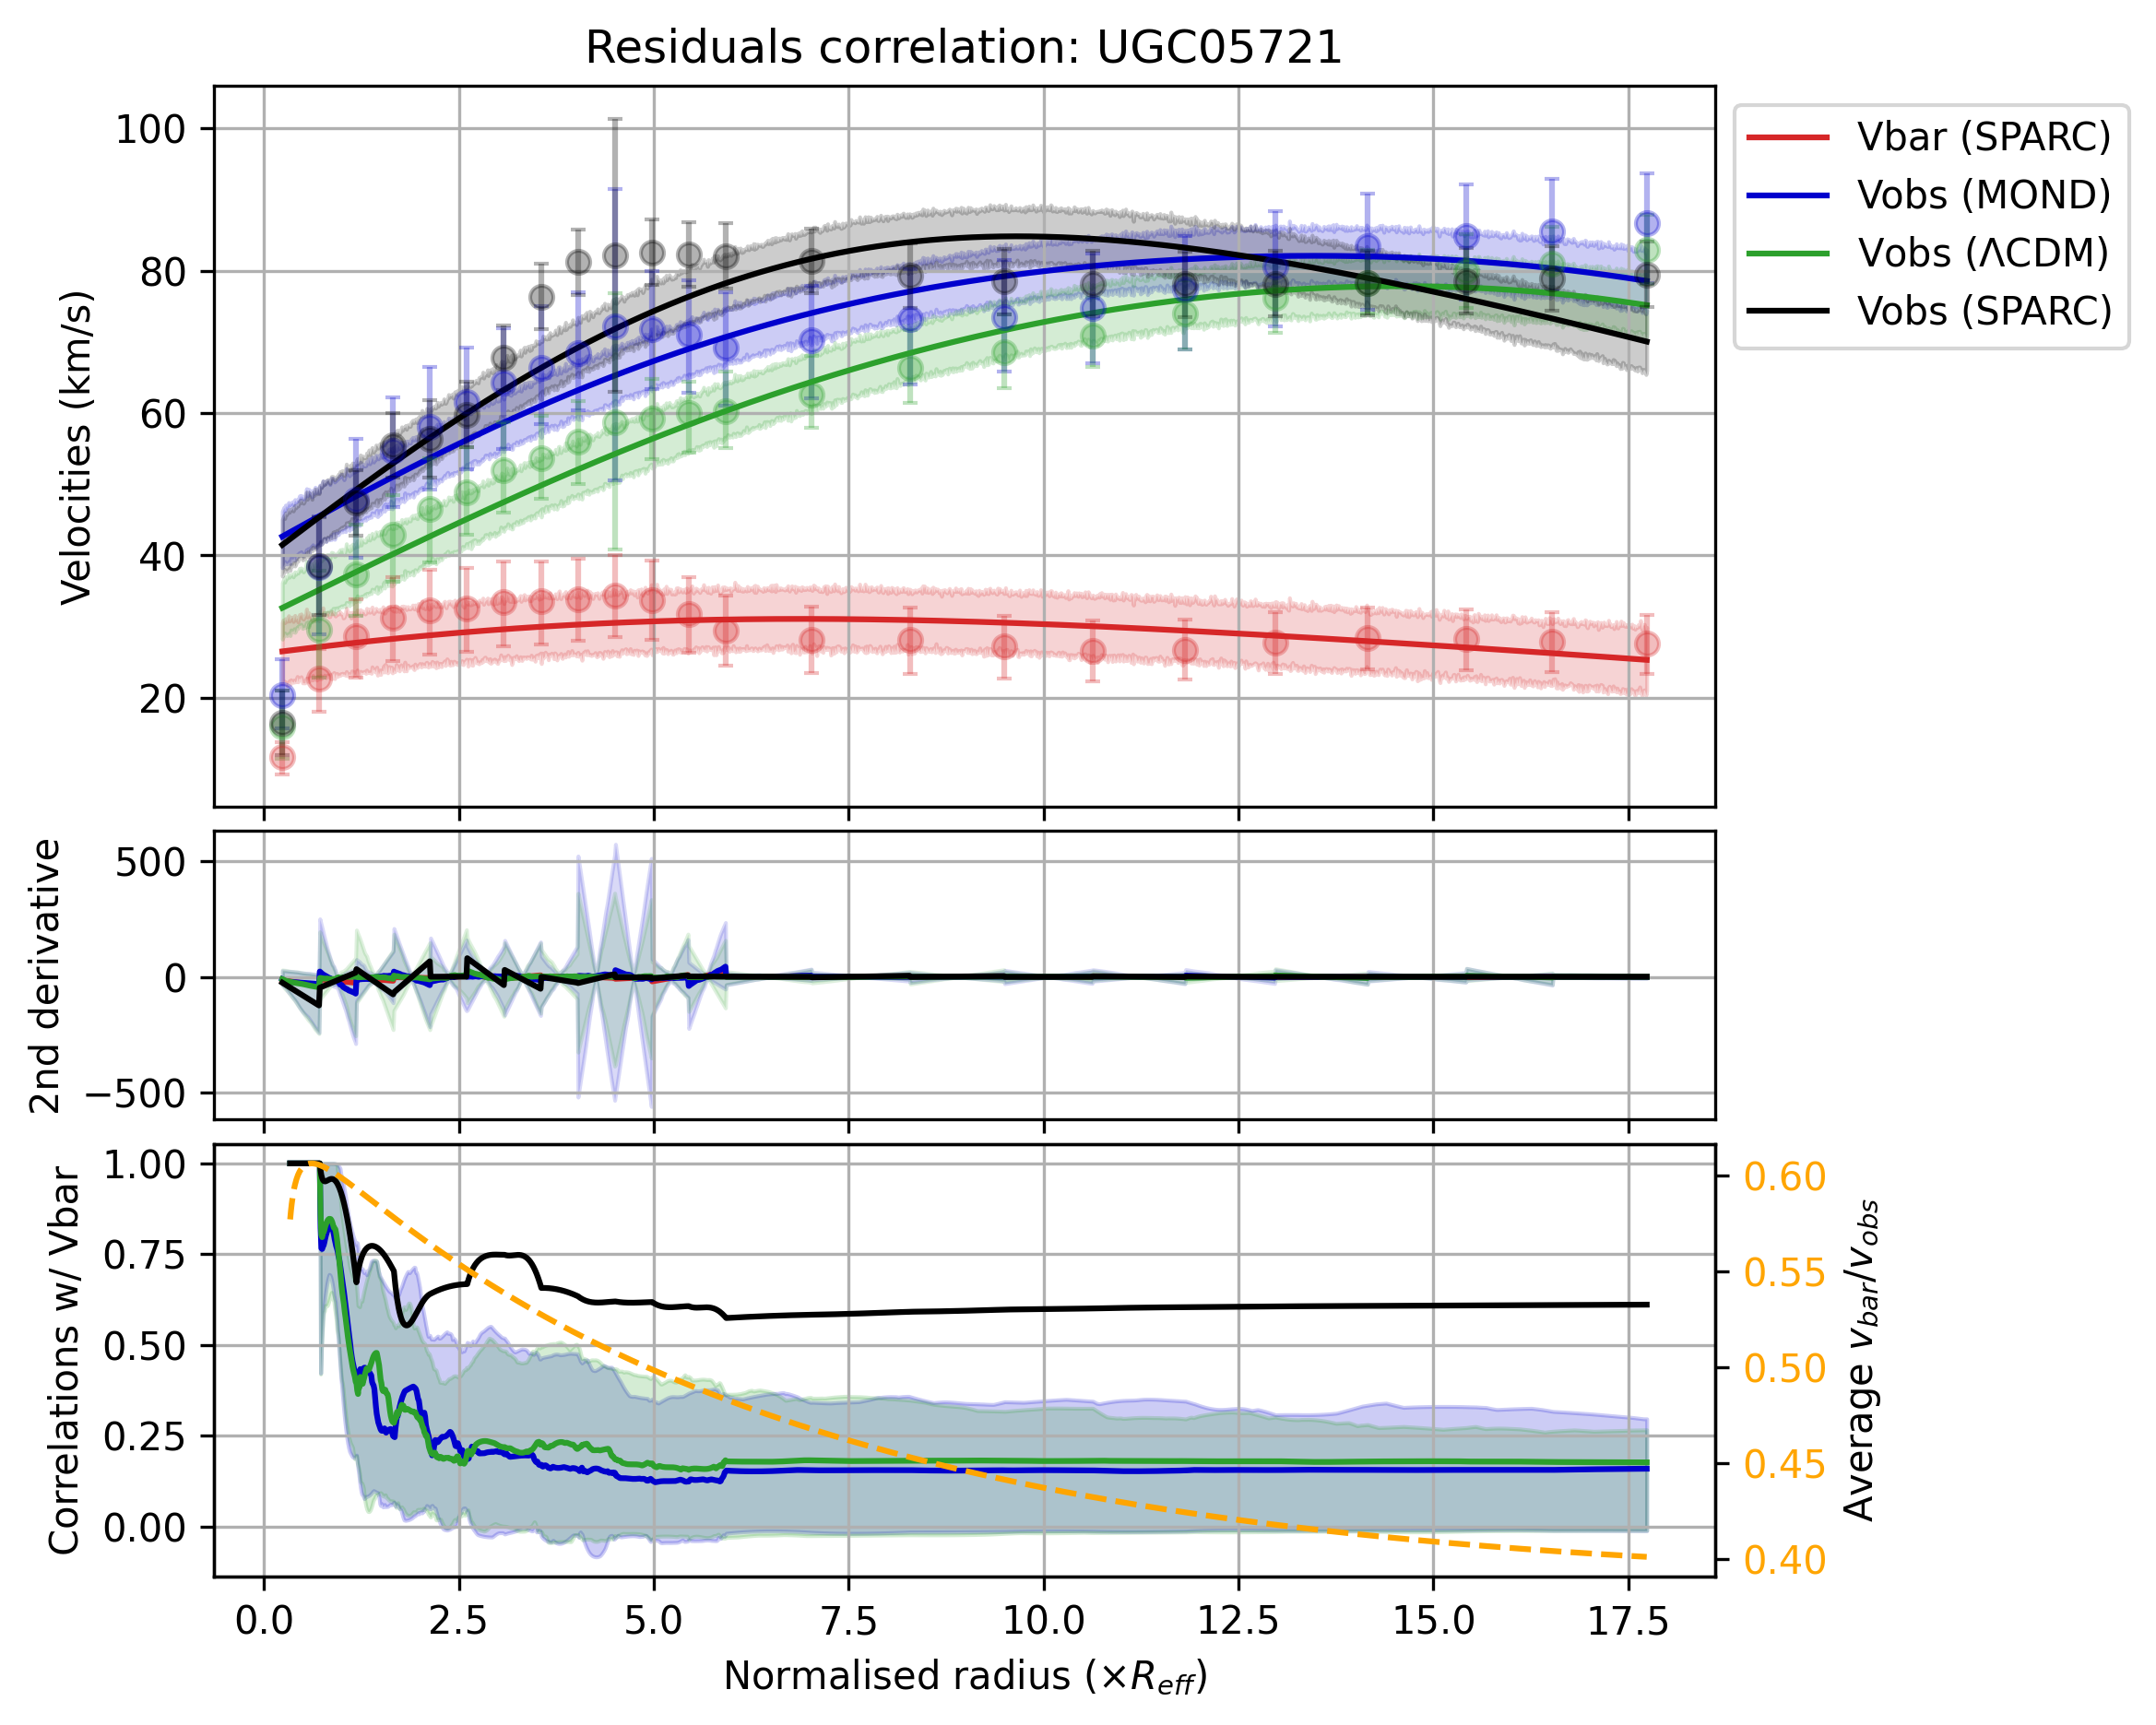 Residuals correlation: UGC05721
100
80
60
40
20
Velocities (km/s)
Vbar (SPARC)
Vobs (MOND)
Vobs (ΛCDM)
Vobs (SPARC)
500
0
−500
2nd derivative
1.00
0.75
0.50
0.25
0.00
Correlations w/ Vbar
0.60
0.55
0.50
0.45
0.40
Average v_bar/v_obs
0.0 2.5 5.0 7.5 10.0 12.5 15.0 17.5
Normalised radius (×R_eff)